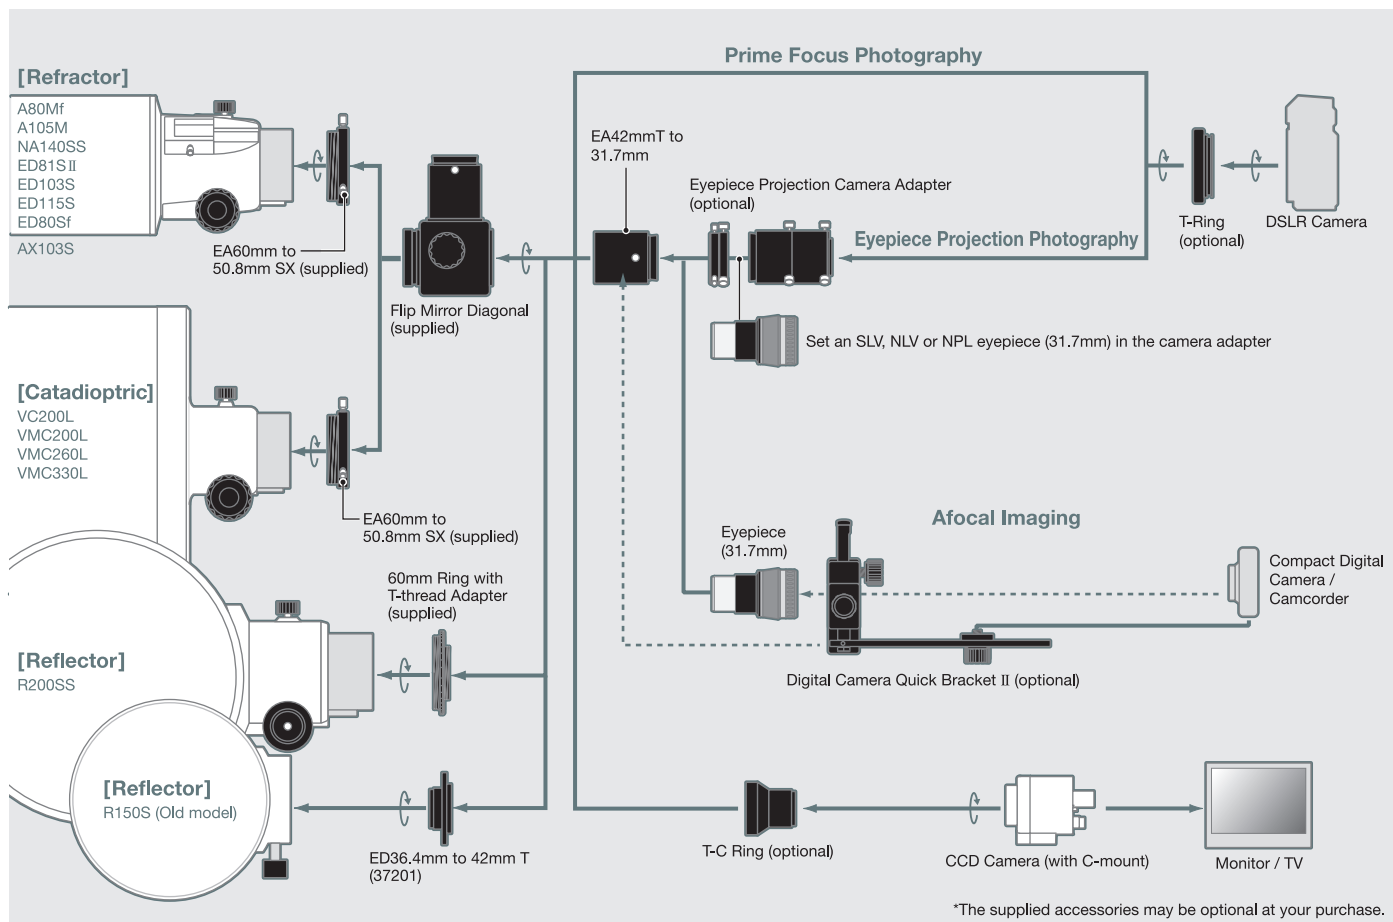 Prime Focus Photography
[Refractor]
A80Mf
A105M
NA140SS
ED81SⅡ
ED103S
ED115S
ED80Sf
AX103S
EA60mm to
50.8mm SX (supplied)
Flip Mirror Diagonal
(supplied)
EA42mmT to
31.7mm
Eyepiece Projection Camera Adapter
(optional)
Eyepiece Projection Photography
T-Ring
(optional)
DSLR Camera
Set an SLV, NLV or NPL eyepiece (31.7mm) in the camera adapter
[Catadioptric]
VC200L
VMC200L
VMC260L
VMC330L
EA60mm to
50.8mm SX (supplied)
Afocal Imaging
Eyepiece
(31.7mm)
Compact Digital
Camera /
Camcorder
60mm Ring with
T-thread Adapter
(supplied)
[Reflector]
R200SS
Digital Camera Quick Bracket Ⅱ (optional)
[Reflector]
R150S (Old model)
ED36.4mm to 42mm T
(37201)
T-C Ring (optional)
CCD Camera (with C-mount)
Monitor / TV
*The supplied accessories may be optional at your purchase.